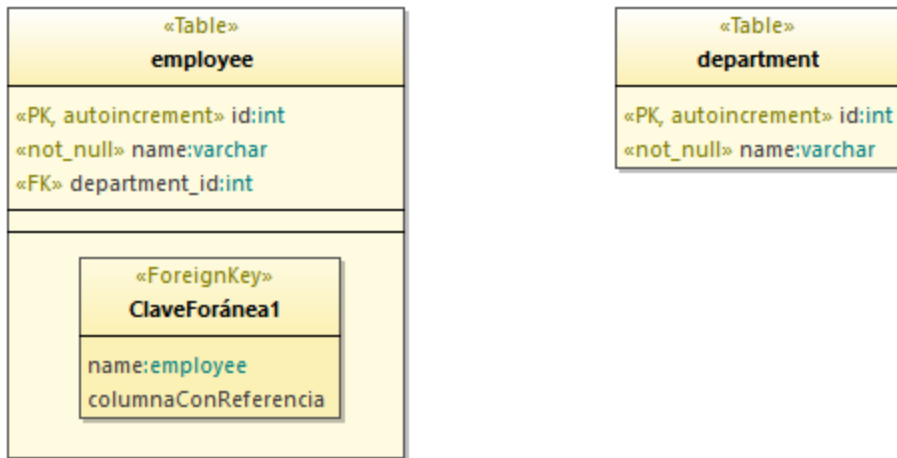 «Table»
employee
«PK, autoincrement» id:int
«not_null» name:varchar
«FK» department_id:int
«ForeignKey»
ClaveForánea1
name:employee
columnaConReferencia
«Table»
department
«PK, autoincrement» id:int
«not_null» name:varchar